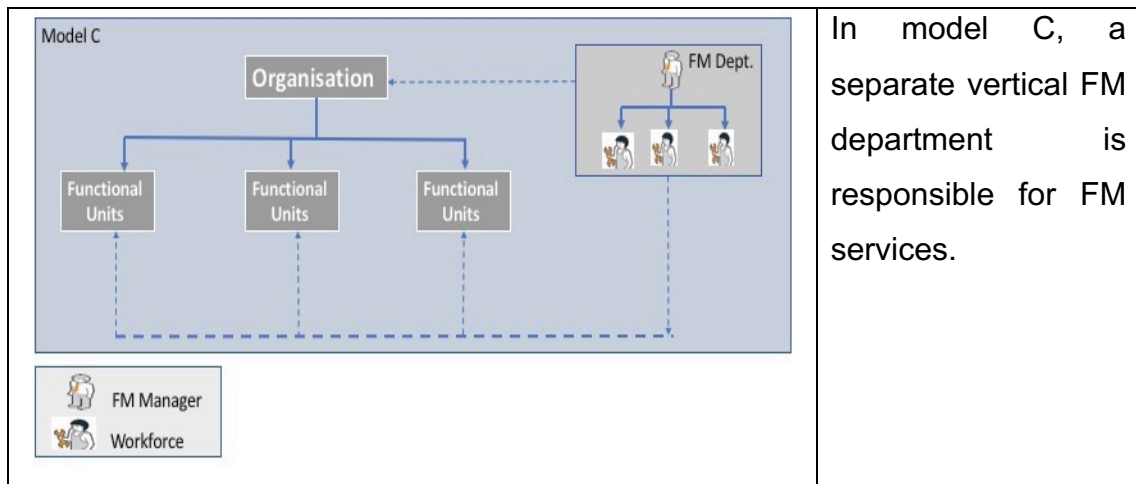 Model C
Organisation
FM Dept.
Functional
Units
Functional
Units
Functional
Units
FM Manager
Workforce
In model C, a
separate vertical FM
department is
responsible for FM
services.